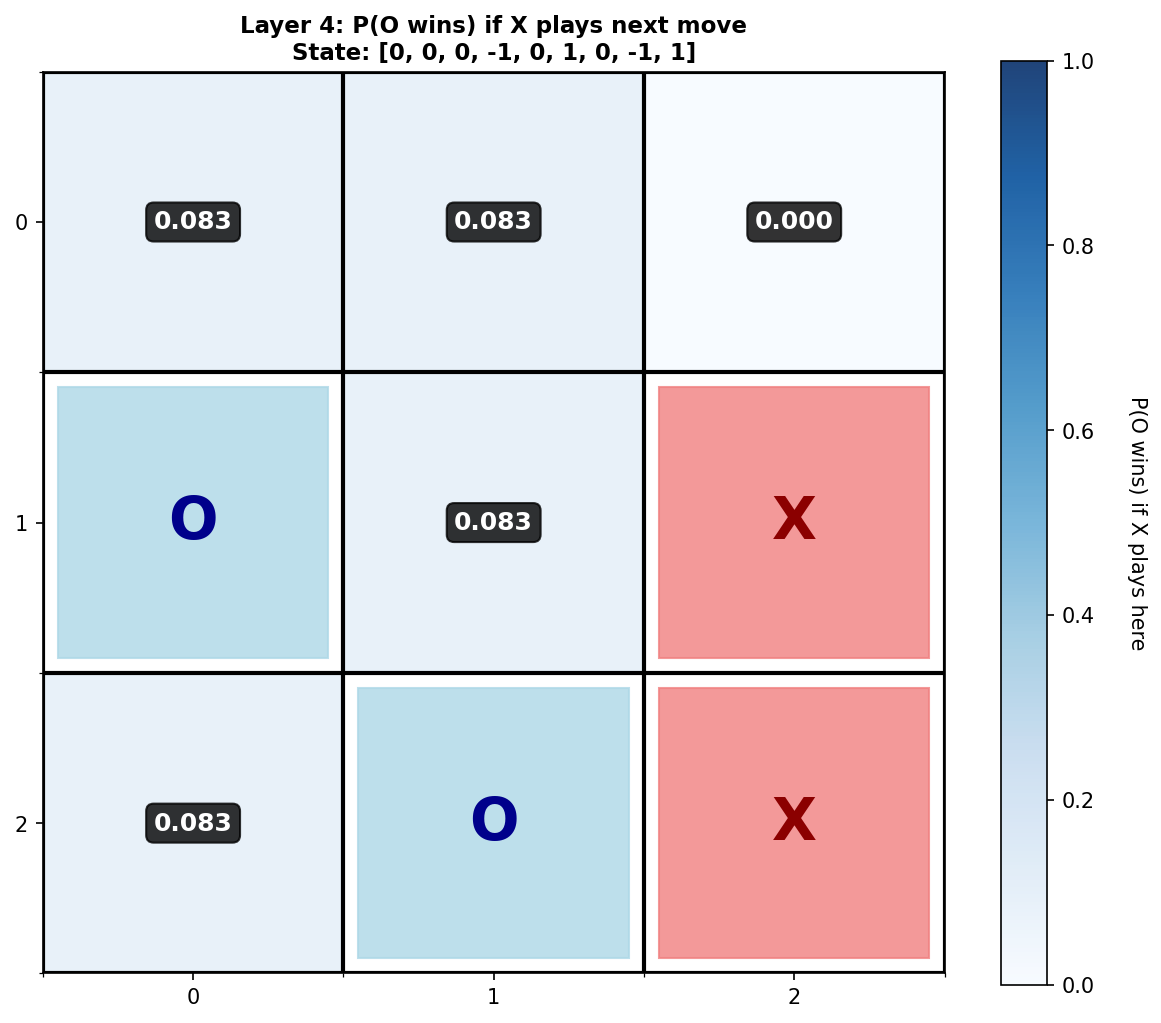 Layer 4: P(O wins) if X plays next move
State: [0, 0, 0, -1, 0, 1, 0, -1, 1]
0
0.083
0.083
0.000
1
O
0.083
X
2
0.083
O
X
0
1
2
1.0
0.8
0.6
0.4
0.2
0.0
P(O wins) if X plays here